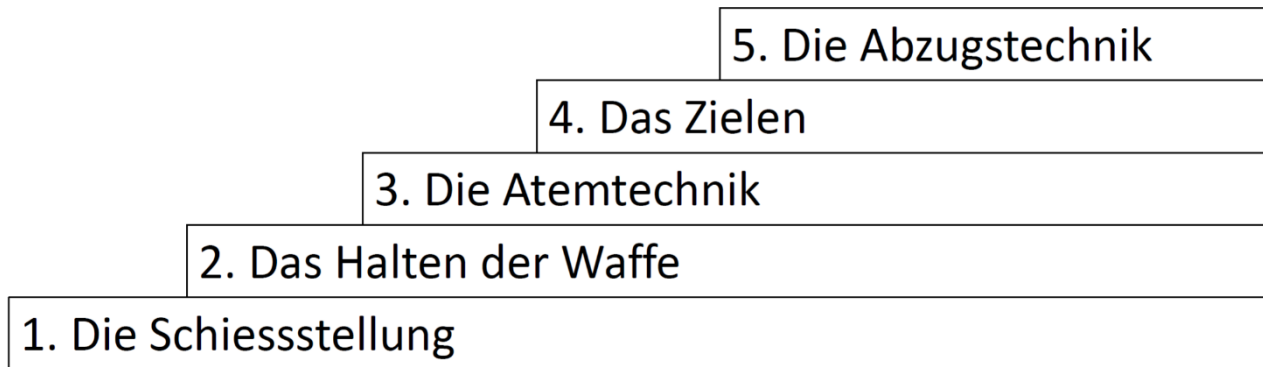 5. Die Abzugstechnik
4. Das Zielen
3. Die Atemtechnik
2. Das Halten der Waffe
1. Die Schiessstellung